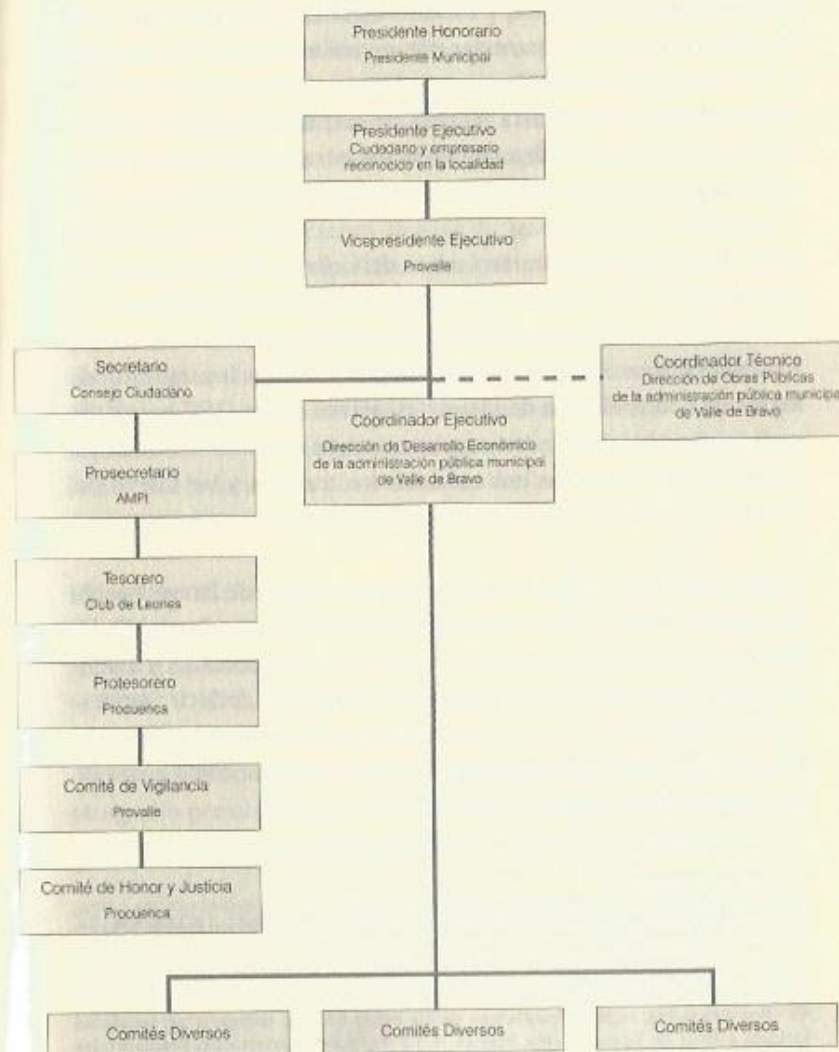 Presidente Honorario
Presidente Municipal
Presidente Ejecutivo
Ciudadano y empresario
reconocido en la localidad
Vicepresidente Ejecutivo
Provalle
Secretario
Consejo Ciudadano
Coordinador Técnico
Dirección de Obras Públicas
de la administración pública municipal
de Valle de Bravo
Coordinador Ejecutivo
Dirección de Desarrollo Económico
de la administración pública municipal
de Valle de Bravo
Prosecretario
AMPI
Tesorero
Club de Leones
Protesorero
Procuenca
Comité de Vigilancia
Provalle
Comité de Honor y Justicia
Procuenca
Comités Diversos
Comités Diversos
Comités Diversos